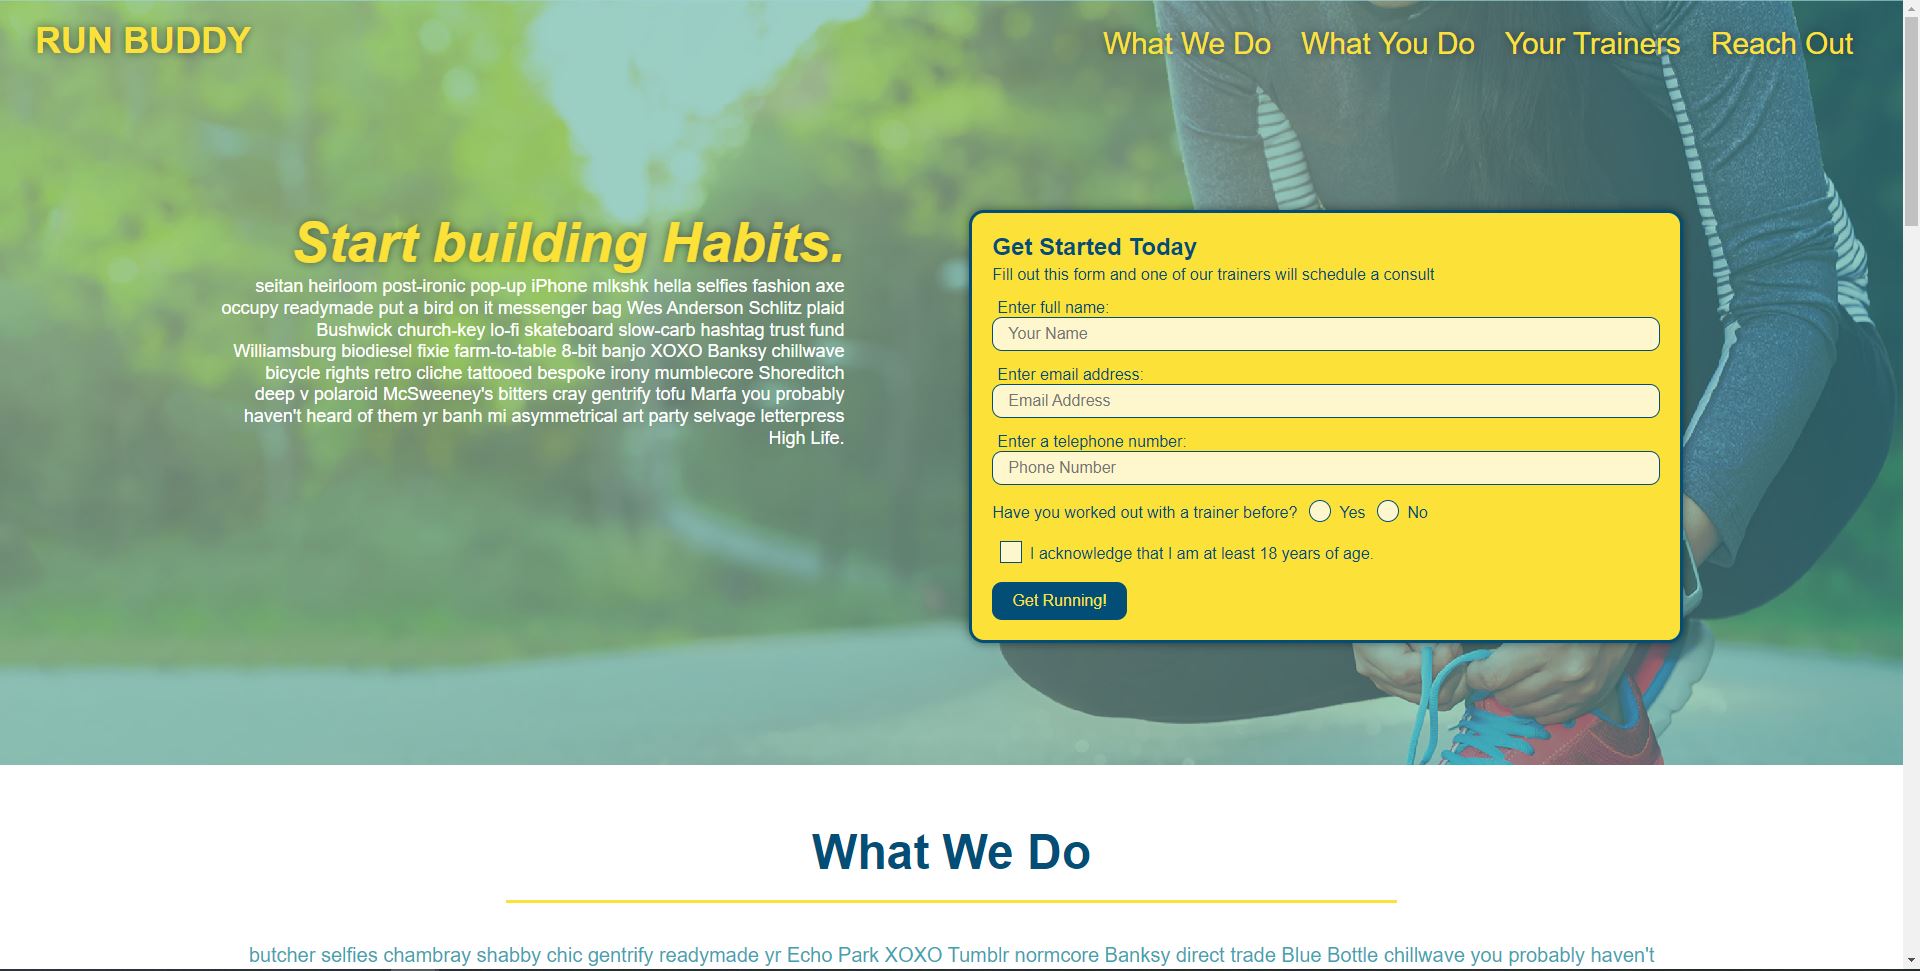 RUN BUDDY
What We Do What You Do Your Trainers Reach Out
Start building Habits.
seitan heirloom post-ironic pop-up iPhone mlkshk hella selfies fashion axe
occupy readymade put a bird on it messenger bag Wes Anderson Schlitz plaid
Bushwick church-key lo-fi skateboard slow-carb hashtag trust fund
Williamsburg biodiesel fixie farm-to-table 8-bit banjo XOXO Banksy chillwave
bicycle rights retro cliche tattooed bespoke irony mumblecore Shoreditch
deep v polaroid McSweeney's bitters cray gentrify tofu Marfa you probably
haven't heard of them yr banh mi asymmetrical art party selvage letterpress
High Life.
Get Started Today
Fill out this form and one of our trainers will schedule a consult
Enter full name:
Your Name
Enter email address:
Email Address
Enter a telephone number:
Phone Number
Have you worked out with a trainer before? Yes No
I acknowledge that I am at least 18 years of age.
Get Running!
What We Do
butcher selfies chambray shabby chic gentrify readymade yr Echo Park XOXO Tumblr normcore Banksy direct trade Blue Bottle chillwave you probably haven't